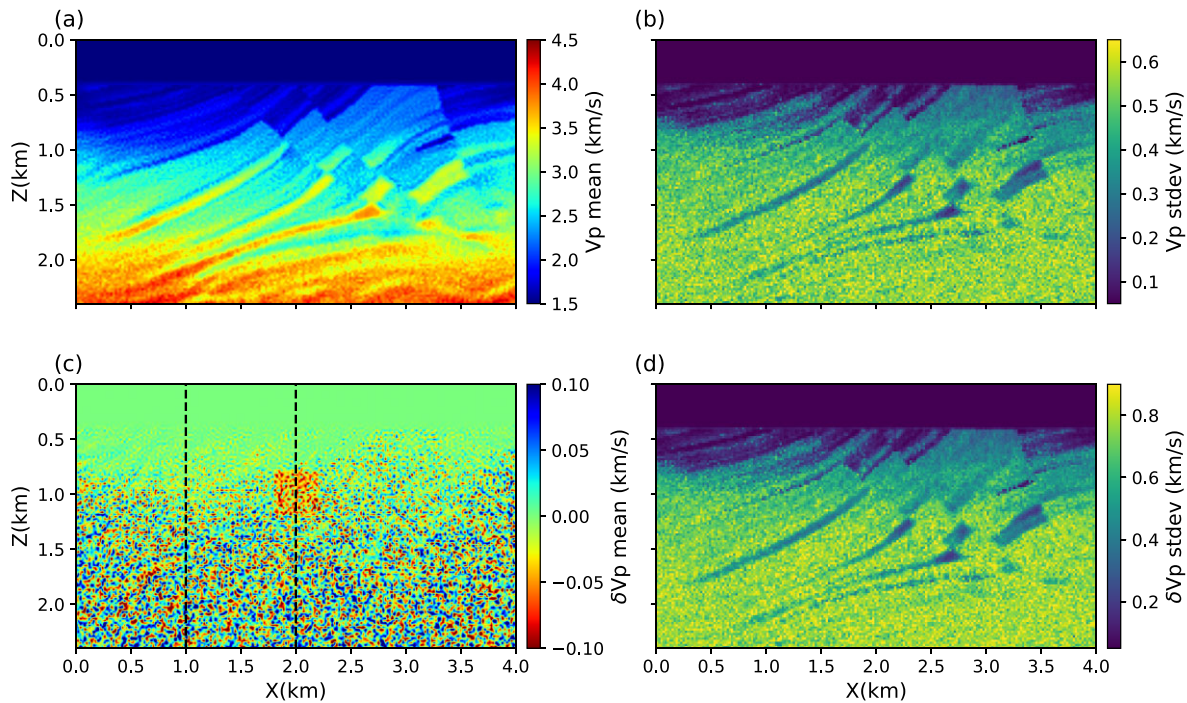 (a)
0.0
0.5
1.0
1.5
2.0
Z(km)
4.5
4.0
3.5
3.0
2.5
2.0
1.5
Vp mean (km/s)
(b)
0.6
0.5
0.4
0.3
0.2
0.1
Vp stdev (km/s)
(c)
0.0
0.5
1.0
1.5
2.0
Z(km)
0.0 0.5 1.0 1.5 2.0 2.5 3.0 3.5 4.0
X(km)
0.10
0.05
0.00
−0.05
−0.10
δVp mean (km/s)
(d)
0.0 0.5 1.0 1.5 2.0 2.5 3.0 3.5 4.0
X(km)
0.8
0.6
0.4
0.2
δVp stdev (km/s)